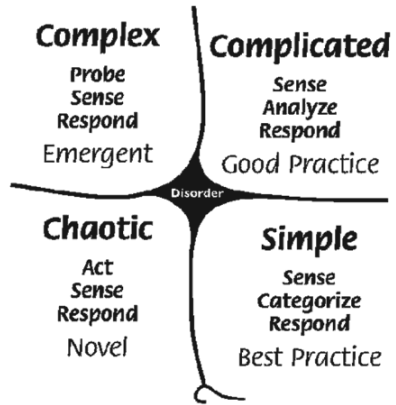 Complex
Probe
Sense
Respond
Emergent
Complicated
Sense
Analyze
Respond
Good Practice
Disorder
Chaotic
Act
Sense
Respond
Novel
Simple
Sense
Categorize
Respond
Best Practice